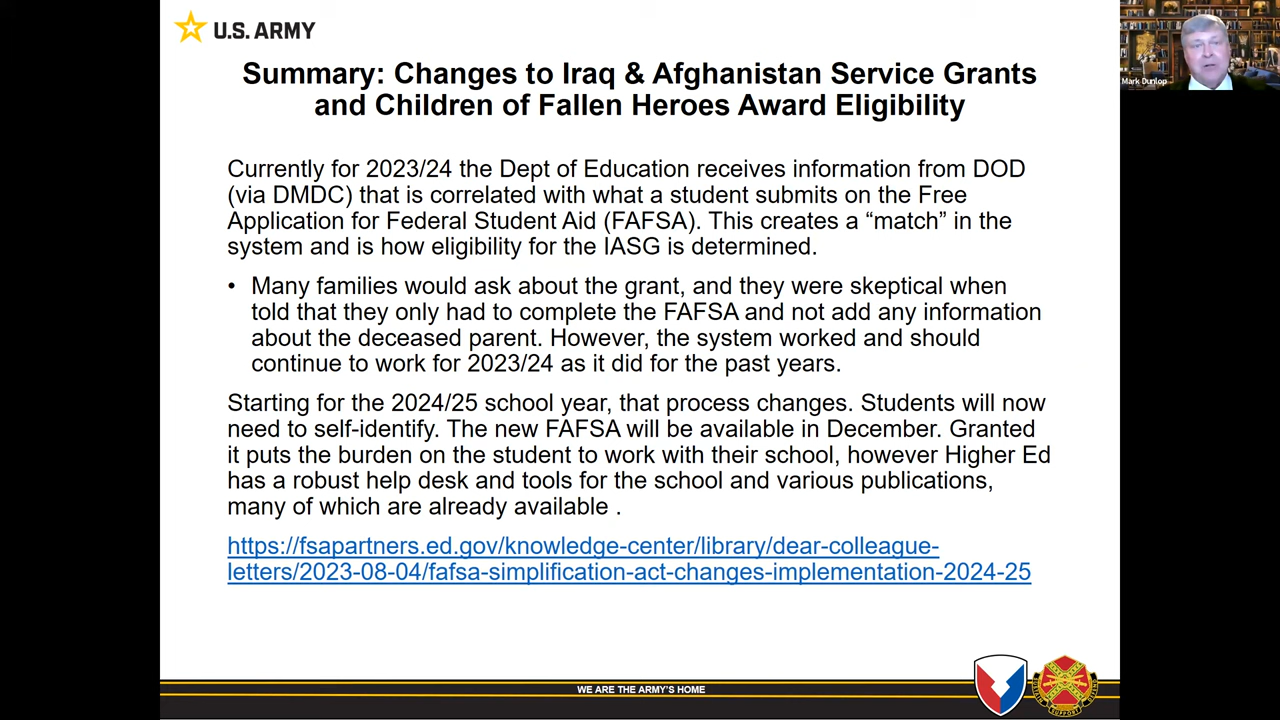 U.S. ARMY
Mark Dunlop
Summary: Changes to Iraq & Afghanistan Service Grants
and Children of Fallen Heroes Award Eligibility
Currently for 2023/24 the Dept of Education receives information from DOD
(via DMDC) that is correlated with what a student submits on the Free
Application for Federal Student Aid (FAFSA). This creates a “match” in the
system and is how eligibility for the IASG is determined.
• Many families would ask about the grant, and they were skeptical when
told that they only had to complete the FAFSA and not add any information
about the deceased parent. However, the system worked and should
continue to work for 2023/24 as it did for the past years.
Starting for the 2024/25 school year, that process changes. Students will now
need to self-identify. The new FAFSA will be available in December. Granted
it puts the burden on the student to work with their school, however Higher Ed
has a robust help desk and tools for the school and various publications,
many of which are already available .
https://fsapartners.ed.gov/knowledge-center/library/dear-colleague-
letters/2023-08-04/fafsa-simplification-act-changes-implementation-2024-25
WE ARE THE ARMY'S HOME